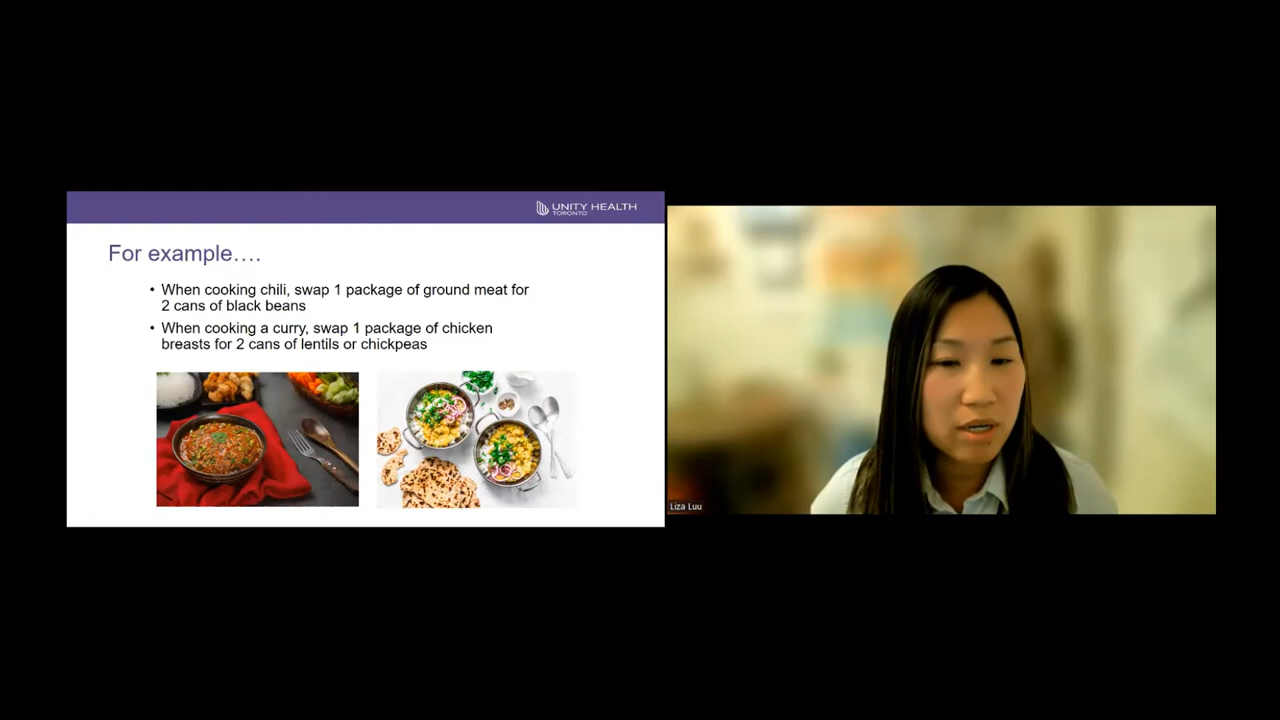 UNITY HEALTH
TORONTO
For example….
• When cooking chili, swap 1 package of ground meat for
2 cans of black beans
• When cooking a curry, swap 1 package of chicken
breasts for 2 cans of lentils or chickpeas
Liza Luu